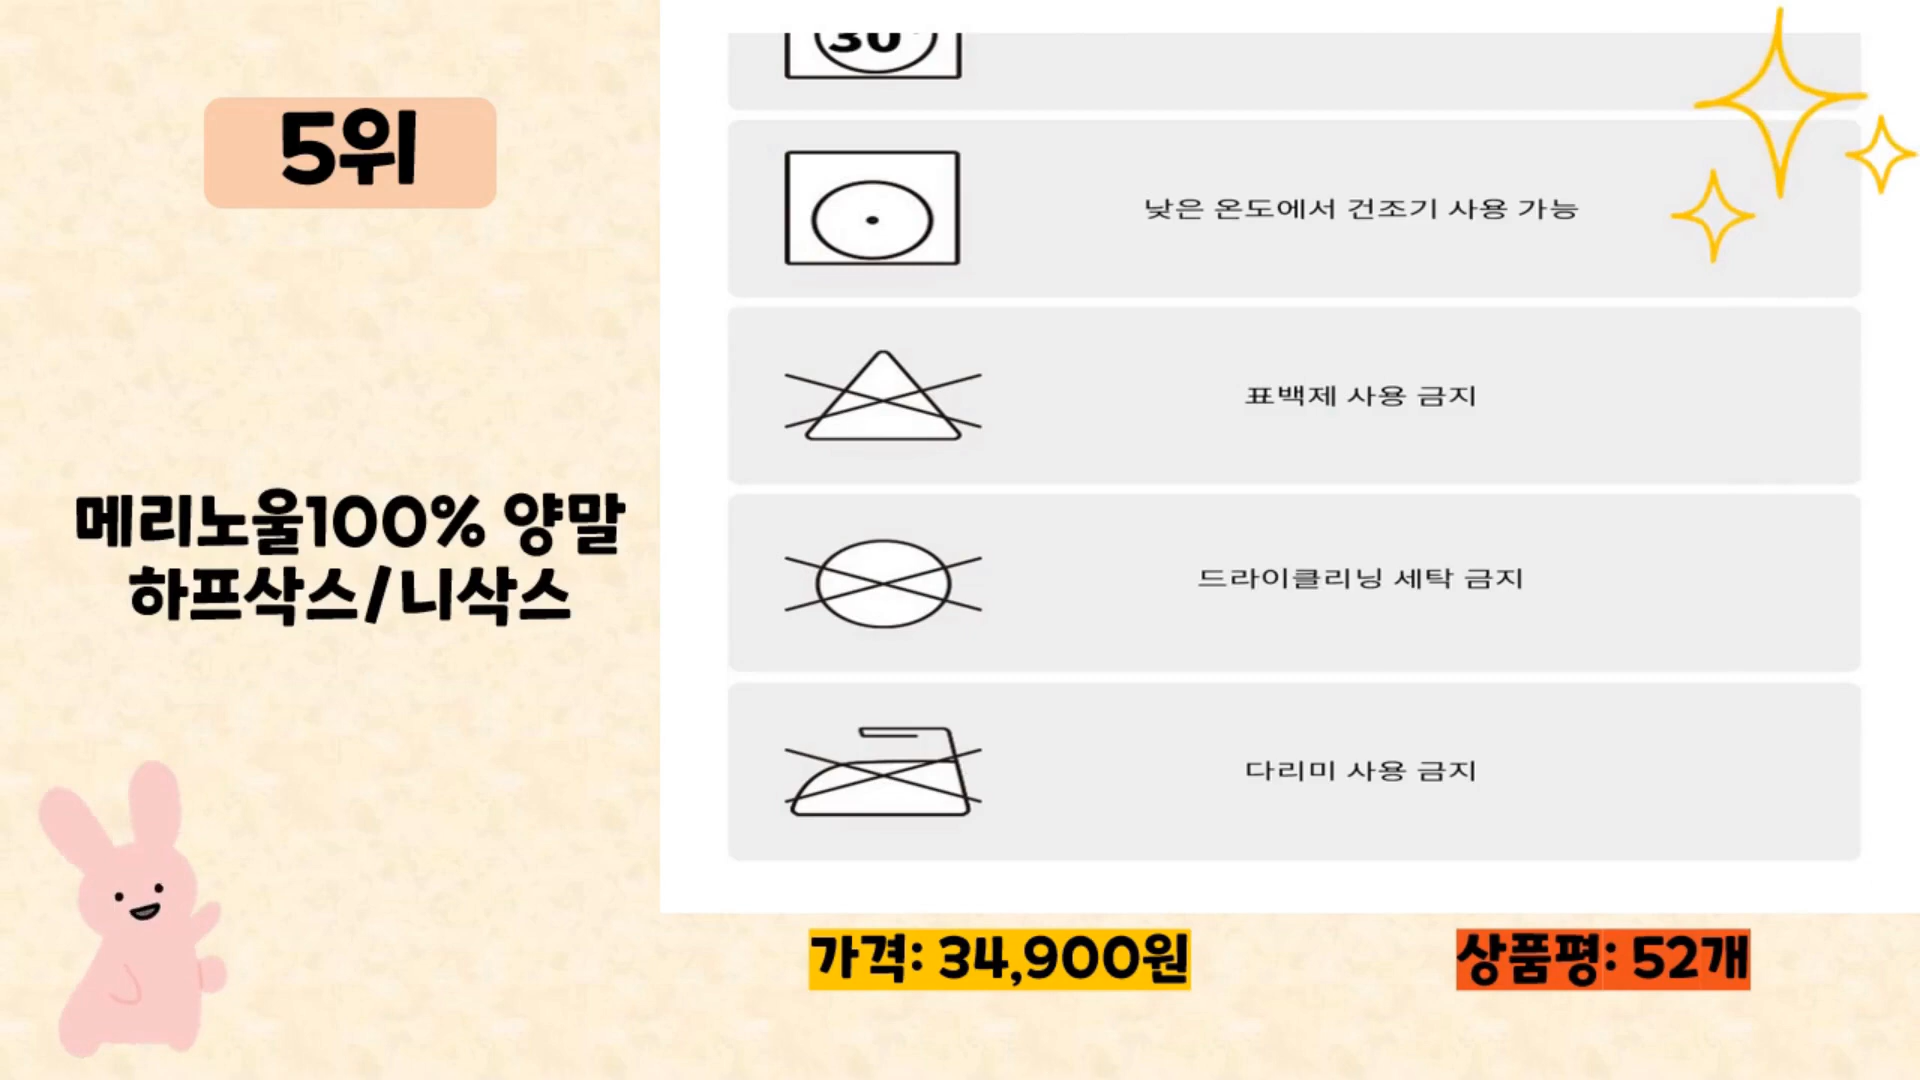 5위
메리노울100% 양말
하프삭스/니삭스
30°
낮은 온도에서 건조기 사용 가능
표백제 사용 금지
드라이클리닝 세탁 금지
다리미 사용 금지
가격: 34,900원
상품평: 52개